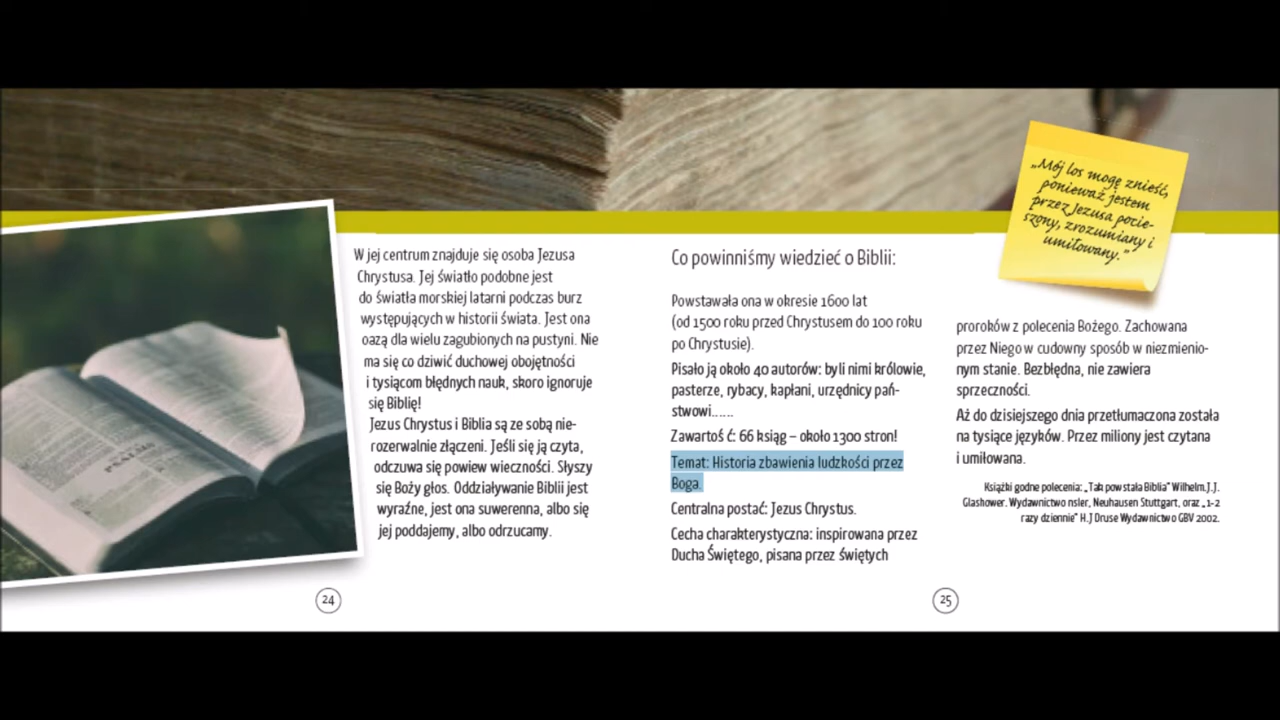 W jej centrum znajduje się osoba Jezusa
Chrystusa. Jej światło podobne jest
do światła morskiej latarni podczas burz
występujących w historii świata. Jest ona
oazą dla wielu zagubionych na pustyni. Nie
ma się co dziwić duchowej obojętności
i tysiącom błędnych nauk, skoro ignoruje
się Biblię!
Jezus Chrystus i Biblia są ze sobą nie-
rozerwalnie złączeni. Jeśli się ją czyta,
odczuwa się powiew wieczności. Słyszy
się Boży głos. Oddziaływanie Biblii jest
wyraźne, jest ona suwerenna, albo się
jej poddajemy, albo odrzucamy.
24
Co powinniśmy wiedzieć o Biblii:
Powstawała ona w okresie 1600 lat
(od 1500 roku przed Chrystusem do 100 roku
po Chrystusie).
Pisało ją około 40 autorów: byli nimi królowie,
pasterze, rybacy, kapłani, urzędnicy pań-
stwowi......
Zawartoś ć: 66 ksiąg – około 1300 stron!
Temat: Historia zbawienia ludzkości przez
Boga.
Centralna postać: Jezus Chrystus.
Cecha charakterystyczna: inspirowana przez
Ducha Świętego, pisana przez świętych
„Mój los mogę znieść,
ponieważ jestem
przez Jezusa pocie-
szony, zrozumiany i
umiłowany.”
proroków z polecenia Bożego. Zachowana
przez Niego w cudowny sposób w niezmienio-
nym stanie. Bezbłędna, nie zawiera
sprzeczności.
Aż do dzisiejszego dnia przetłumaczona została
na tysiące języków. Przez miliony jest czytana
i umiłowana.
Książki godne polecenia: „Tak powstała Biblia” Wilhelm.J.J.
Glashower. Wydawnictwo nsler, Neuhausen Stuttgart, oraz „1-2
razy dziennie” H.J Druse Wydawnictwo GBV 2002.
25